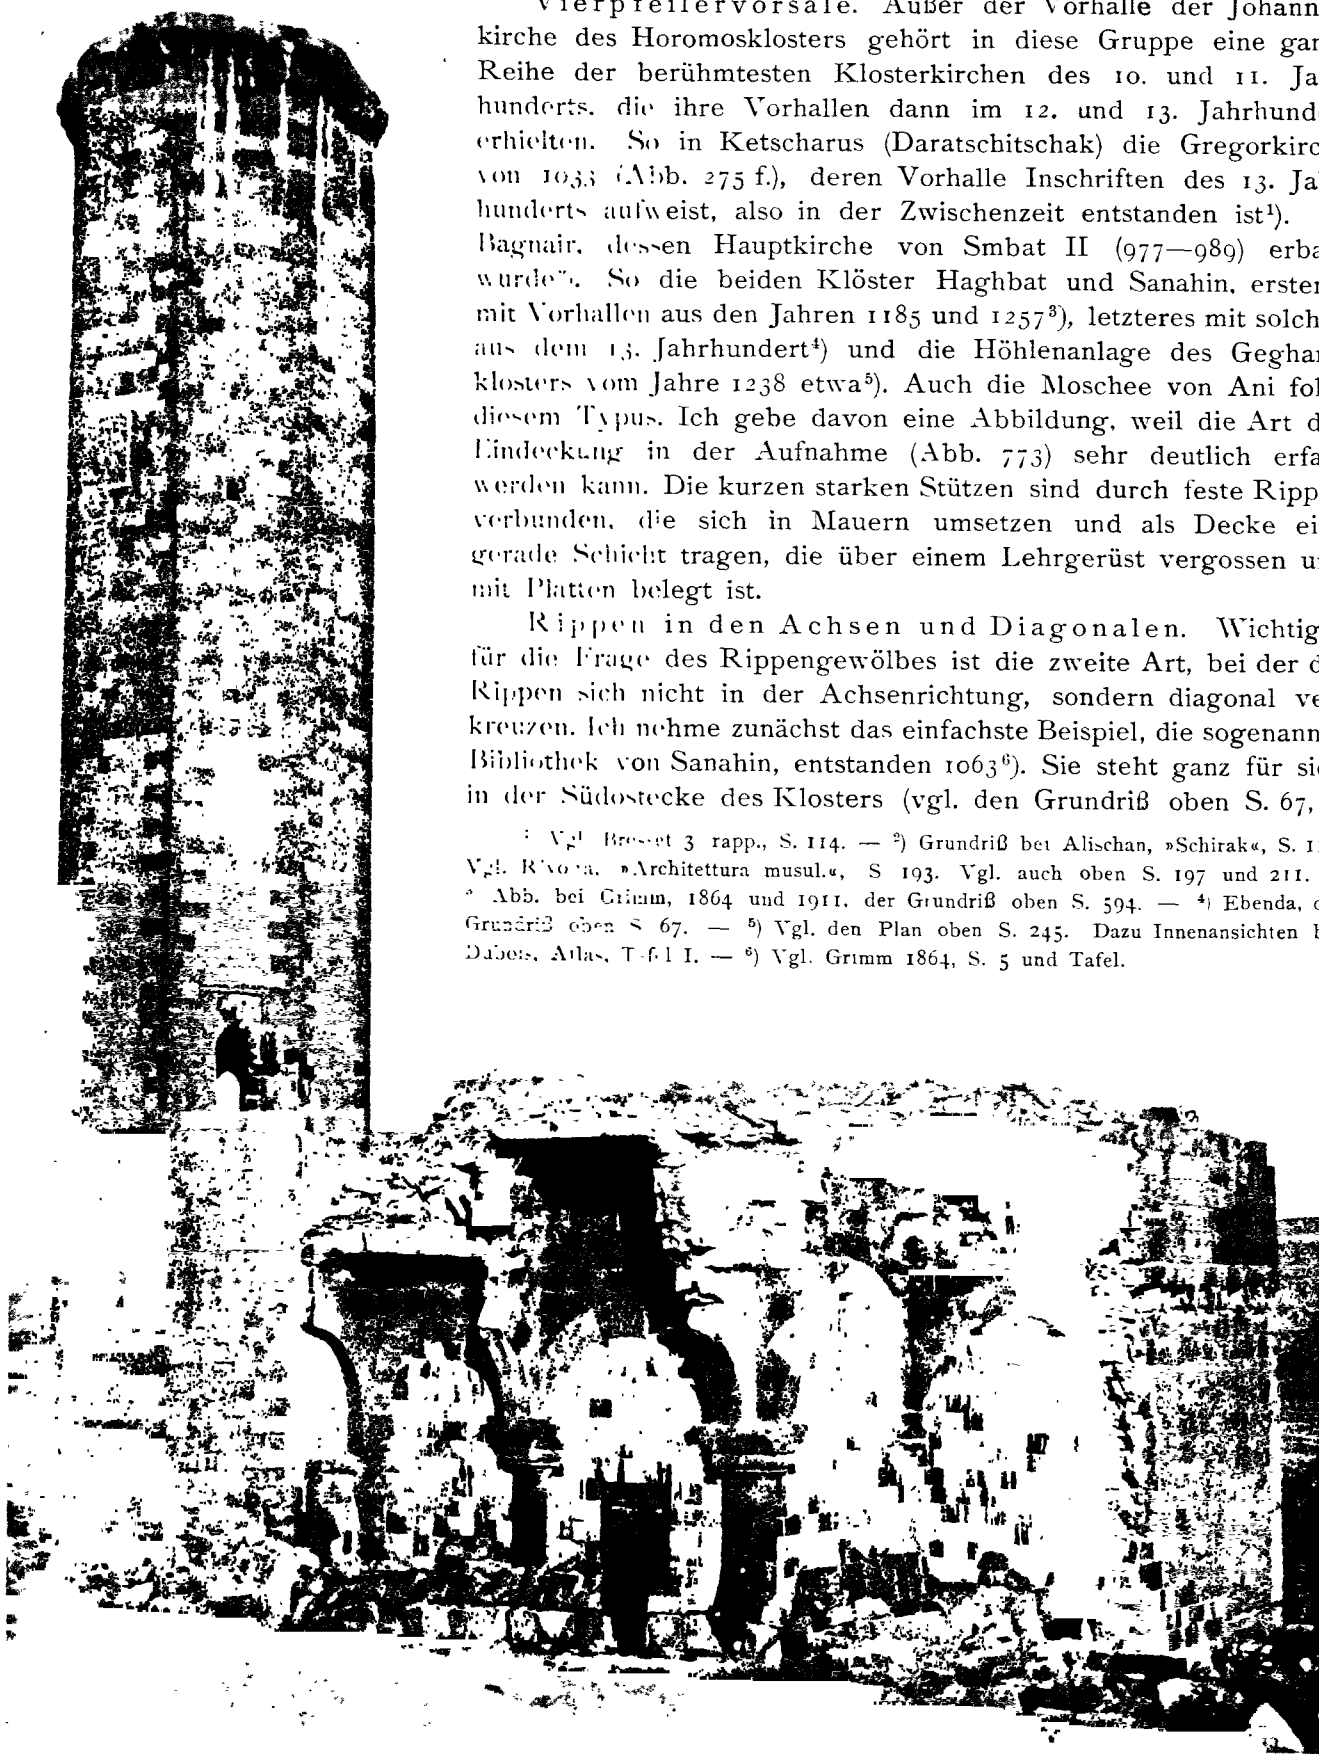 Vierpfeilervorsäle. Außer der Vorhalle der Johann
kirche des Horomosklosters gehört in diese Gruppe eine gan
Reihe der berühmtesten Klosterkirchen des 10. und 11. Ja
hunderts, die ihre Vorhallen dann im 12. und 13. Jahrhund
erhielten. So in Ketscharus (Daratschitschak) die Gregorkirc
von 1033 (Abb. 275 f.), deren Vorhalle Inschriften des 13. Ja
hunderts aufweist, also in der Zwischenzeit entstanden ist¹).
Bagnair, dessen Hauptkirche von Smbat II (977—989) erba
wurde²). So die beiden Klöster Haghbat und Sanahin, erster
mit Vorhallen aus den Jahren 1185 und 1257³), letzteres mit solch
aus dem 13. Jahrhundert⁴) und die Höhlenanlage des Gegha
klosters vom Jahre 1238 etwa⁵). Auch die Moschee von Ani fol
diesem Typus. Ich gebe davon eine Abbildung, weil die Art d
Eindeckung in der Aufnahme (Abb. 773) sehr deutlich erfa
werden kann. Die kurzen starken Stützen sind durch feste Ripp
verbunden, die sich in Mauern umsetzen und als Decke ei
gerade Schicht tragen, die über einem Lehrgerüst vergossen u
mit Platten belegt ist.
Rippen in den Achsen und Diagonalen. Wichtig
für die Frage des Rippengewölbes ist die zweite Art, bei der d
Rippen sich nicht in der Achsenrichtung, sondern diagonal ve
kreuzen. Ich nehme zunächst das einfachste Beispiel, die sogenann
Bibliothek von Sanahin, entstanden 1063⁶). Sie steht ganz für si
in der Südostecke des Klosters (vgl. den Grundriß oben S. 67,
Vgl. Brosset 3 rapp., S. 114. — ²) Grundriß bei Alischan, »Schirak«, S. 1
Vgl. Rivoira, »Architettura musul.«, S 193. Vgl. auch oben S. 197 und 211.
³ Abb. bei Grimm, 1864 und 1911, der Grundriß oben S. 594. — ⁴) Ebenda,
Grundriß oben S 67. — ⁵) Vgl. den Plan oben S. 245. Dazu Innenansichten b
Dubois, Atlas, Tafel I. — ⁶) Vgl. Grimm 1864, S. 5 und Tafel.